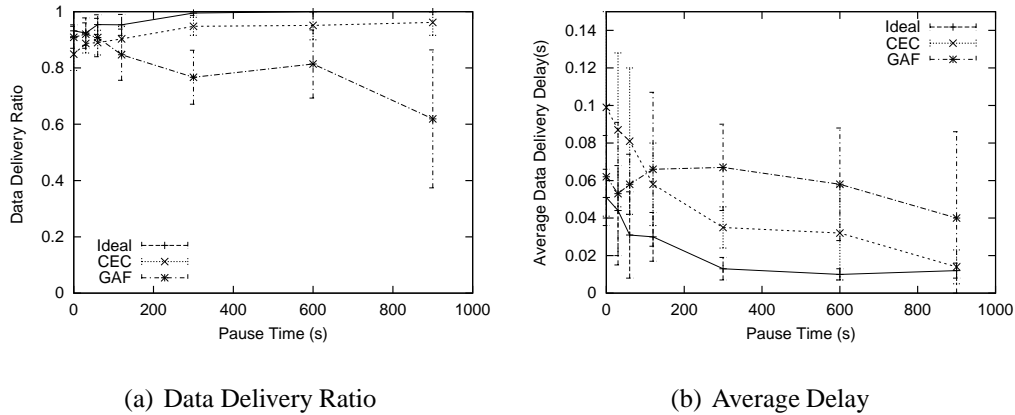 1
0.8
0.6
0.4
0.2
0
Data Delivery Ratio
Ideal
CEC
GAF
0 200 400 600 800 1000
Pause Time (s)
0.14
0.12
0.1
0.08
0.06
0.04
0.02
0
Average Data Delivery Delay(s)
Ideal
CEC
GAF
0 200 400 600 800 1000
Pause Time (s)
(a) Data Delivery Ratio
(b) Average Delay